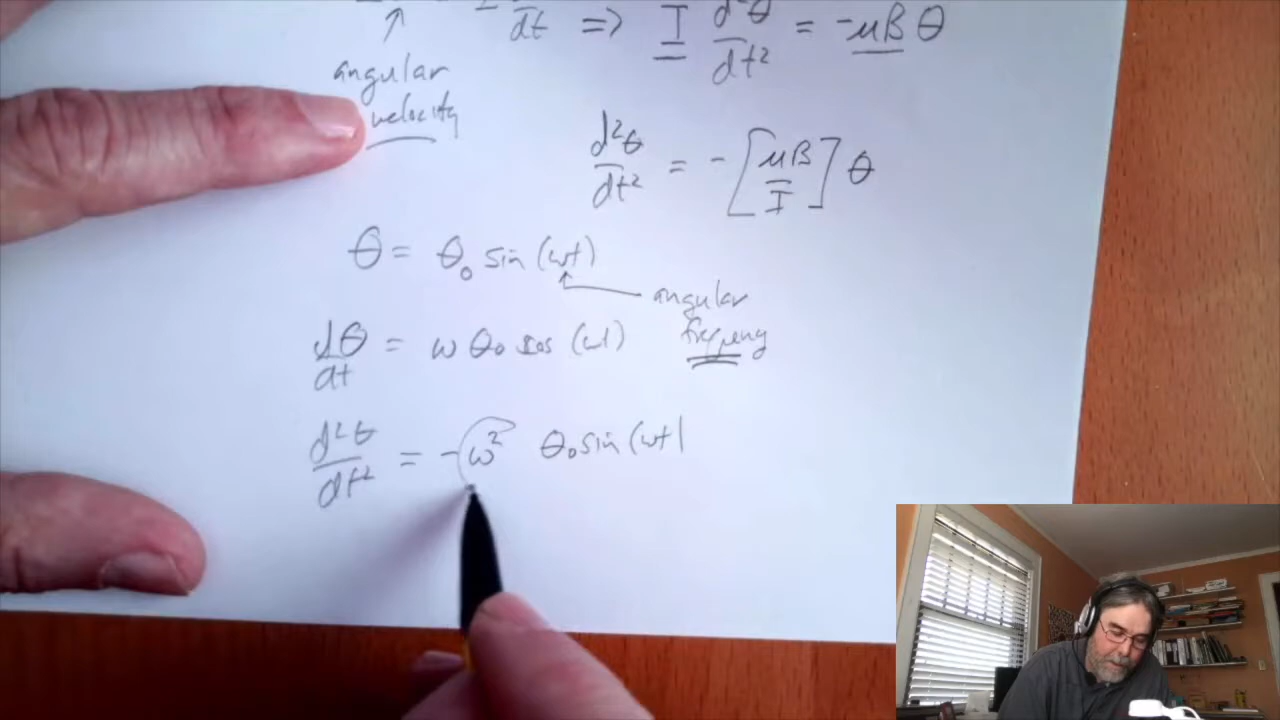 dt => I d²θ/dt² = -μBθ
angular
velocity
d²θ/dt² = -[μB/I] θ
θ = θ₀ sin(ωt)
angular
frequency
dθ/dt = ω θ₀ cos(ωt)
d²θ/dt² = -ω² θ₀ sin(ωt)